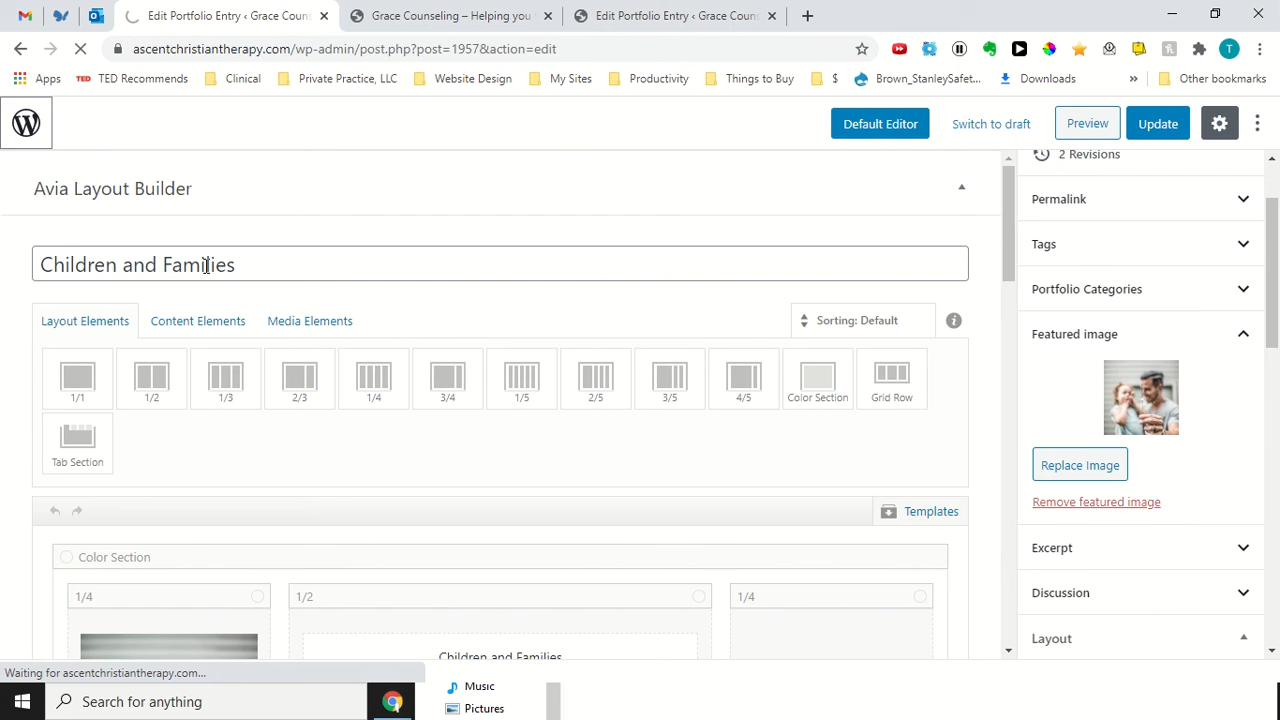 Edit Portfolio Entry ‹ Grace Coun:
Grace Counseling – Helping you
Edit Portfolio Entry ‹ Grace Coun:
ascentchristiantherapy.com/wp-admin/post.php?post=1957&action=edit
T
Apps
TED Recommends
Clinical
Private Practice, LLC
Website Design
My Sites
Productivity
Things to Buy
$
Brown_StanleySafet...
Downloads
»
Other bookmarks
Default Editor
Switch to draft
Preview
Update
Avia Layout Builder
2 Revisions
Permalink
Children and Families
Tags
Layout Elements
Content Elements
Media Elements
Sorting: Default
Portfolio Categories
Featured image
1/1
1/2
1/3
2/3
1/4
3/4
1/5
2/5
3/5
4/5
Color Section
Grid Row
Tab Section
Replace Image
Remove featured image
Templates
Excerpt
Color Section
1/4
1/2
1/4
Discussion
Layout
Children and Families
Waiting for ascentchristiantherapy.com...
Music
Search for anything
Pictures